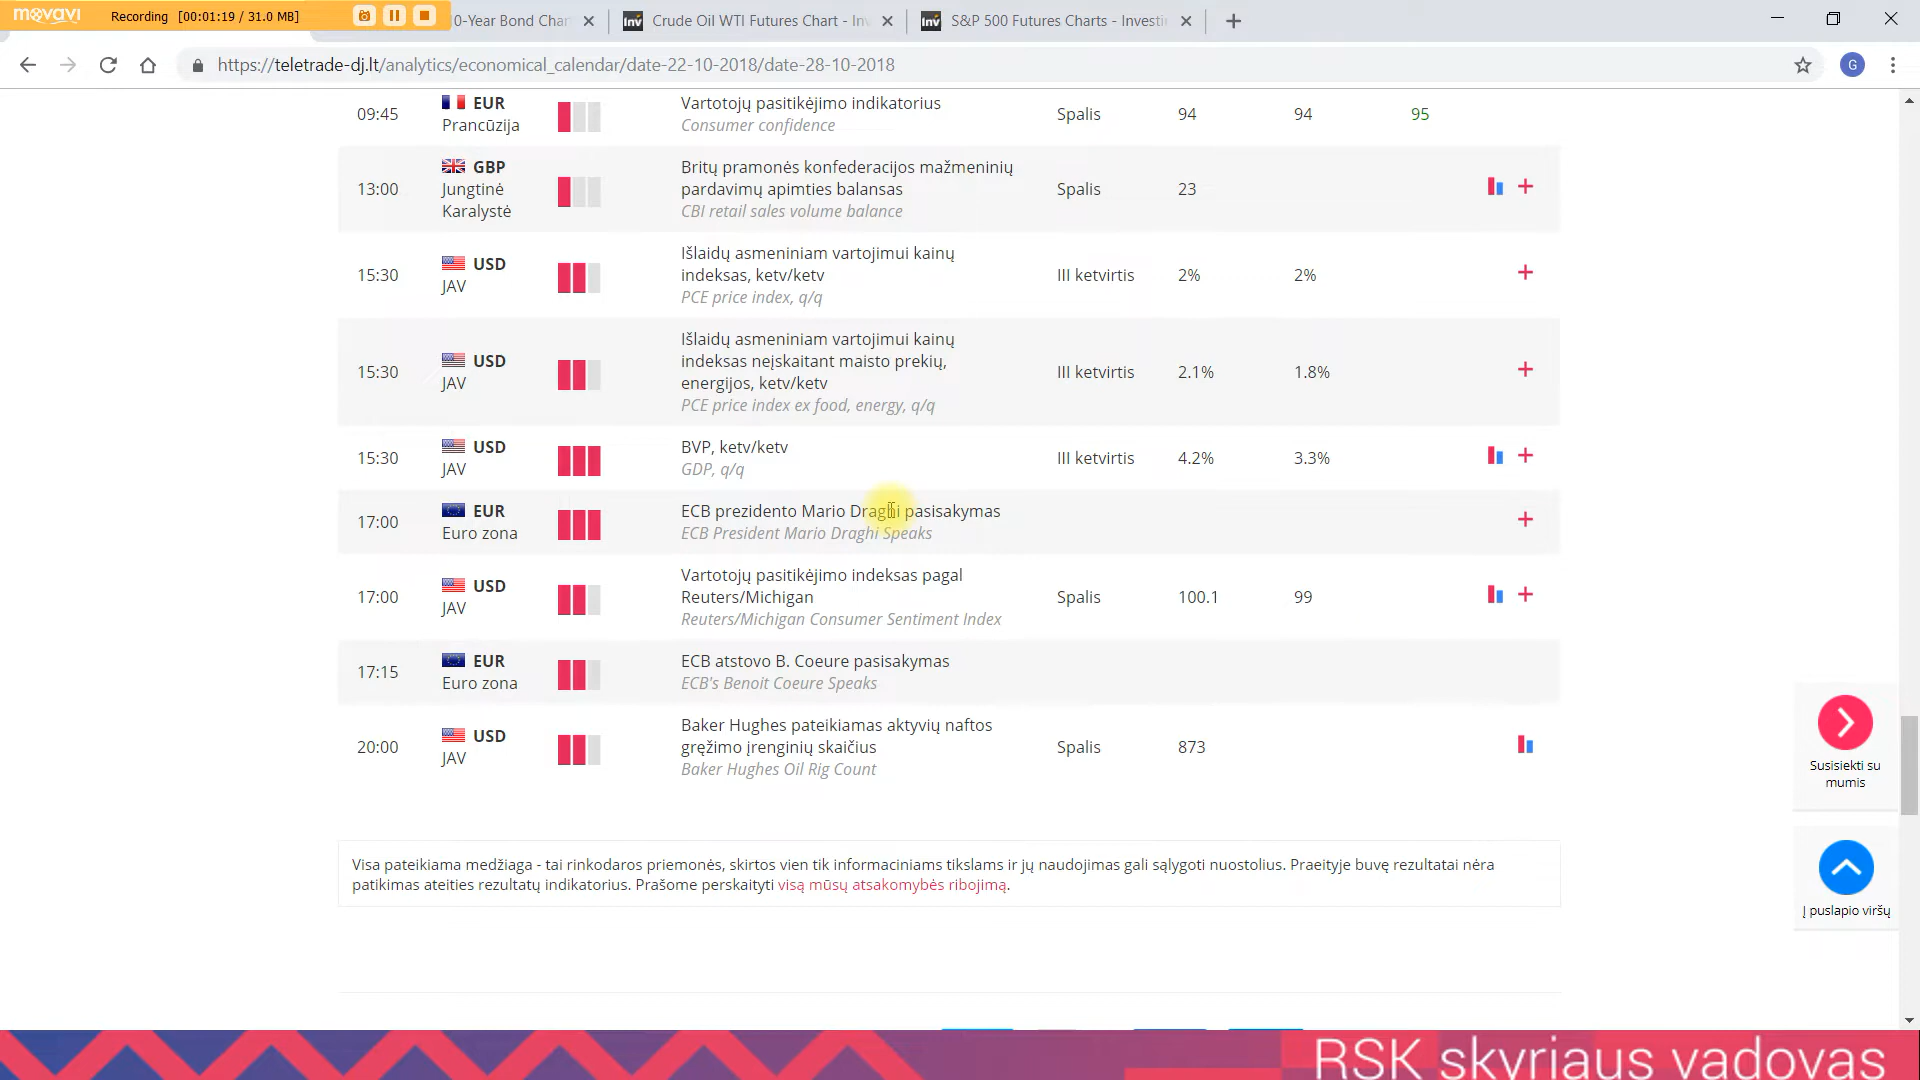 movavi Recording [00:01:19 / 31.0 MB]
10-Year Bond Char
Crude Oil WTI Futures Chart - Inv
S&P 500 Futures Charts - Investi
https://teletrade-dj.lt/analytics/economical_calendar/date-22-10-2018/date-28-10-2018
G
09:45 EUR Prancūzija Vartotojų pasitikėjimo indikatorius Spalis 94 94 95
Consumer confidence
13:00 GBP Jungtinė Karalystė Britų pramonės konfederacijos mažmeninių
pardavimų apimties balansas Spalis 23
CBI retail sales volume balance
15:30 USD JAV Išlaidų asmeniniam vartojimui kainų
indeksas, ketv/ketv III ketvirtis 2% 2%
PCE price index, q/q
15:30 USD JAV Išlaidų asmeniniam vartojimui kainų
indeksas neįskaitant maisto prekių,
energijos, ketv/ketv III ketvirtis 2.1% 1.8%
PCE price index ex food, energy, q/q
15:30 USD JAV BVP, ketv/ketv III ketvirtis 4.2% 3.3%
GDP, q/q
17:00 EUR Euro zona ECB prezidento Mario Draghi pasisakymas
ECB President Mario Draghi Speaks
17:00 USD JAV Vartotojų pasitikėjimo indeksas pagal
Reuters/Michigan Spalis 100.1 99
Reuters/Michigan Consumer Sentiment Index
17:15 EUR Euro zona ECB atstovo B. Coeure pasisakymas
ECB's Benoit Coeure Speaks
20:00 USD JAV Baker Hughes pateikiamas aktyvių naftos
gręžimo įrenginių skaičius Spalis 873
Baker Hughes Oil Rig Count
Susisiekti su
mumis
Visa pateikiama medžiaga - tai rinkodaros priemonės, skirtos vien tik informaciniams tikslams ir jų naudojimas gali sąlygoti nuostolius. Praeityje buvę rezultatai nėra
patikimas ateities rezultatų indikatorius. Prašome perskaityti visą mūsų atsakomybės ribojimą.
Į puslapio viršų
RSK skyriaus vadovas